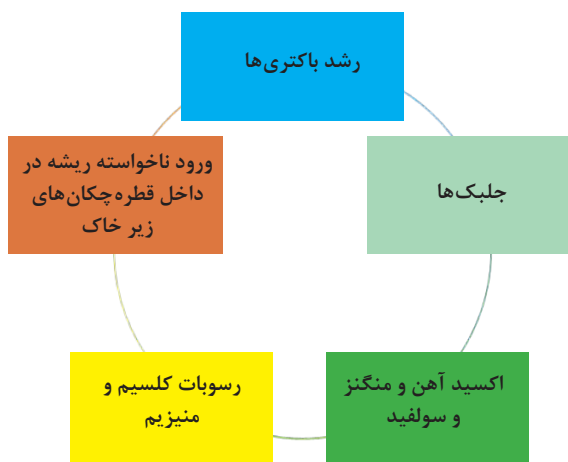 رشد باکتری‌ها
جلبک‌ها
اکسید آهن و منگنز
و سولفید
رسوبات کلسیم و
منیزیم
ورود ناخواسته ریشه در
داخل قطره‌چکان‌های
زیر خاک